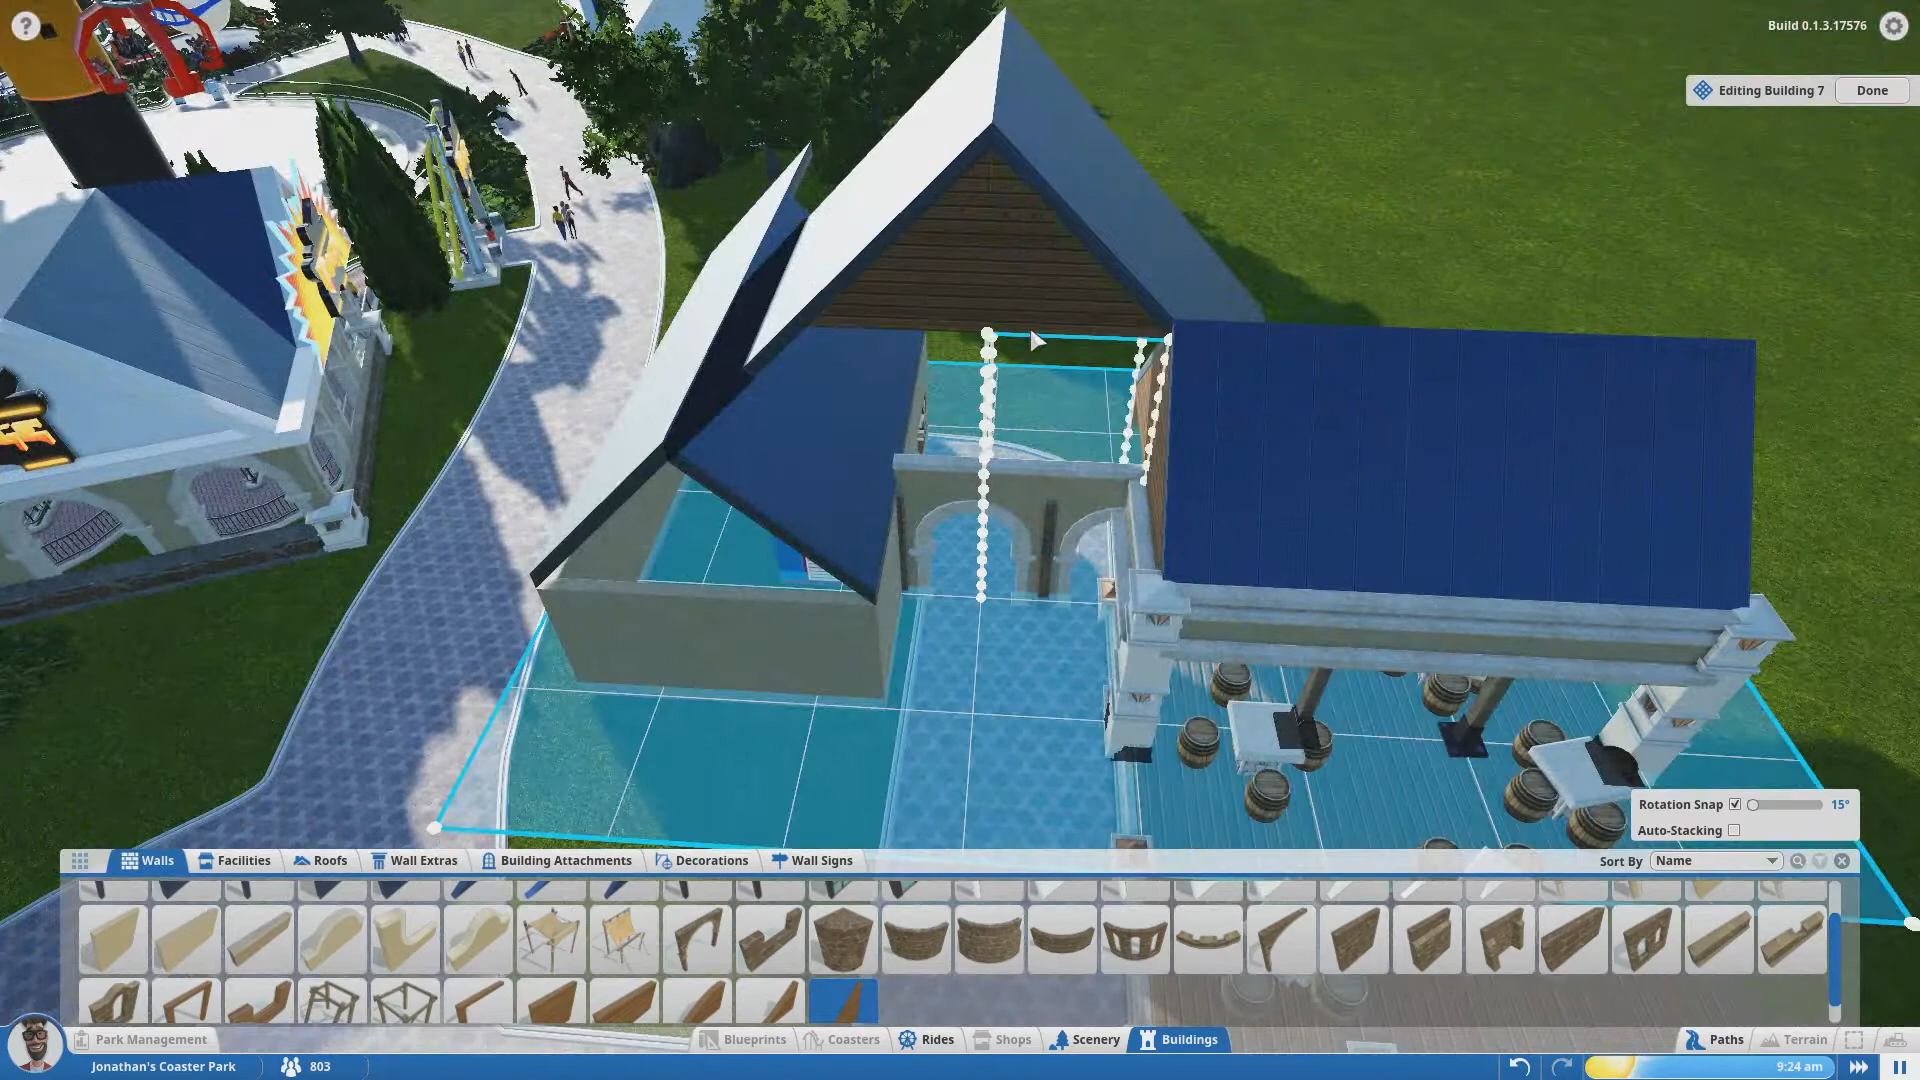 ?
Build 0.1.3.17576
Editing Building 7 Done
Rotation Snap 15°
Auto-Stacking
Walls Facilities Roofs Wall Extras Building Attachments Decorations Wall Signs Sort By Name
Park Management Blueprints Coasters Rides Shops Scenery Buildings Paths Terrain
Jonathan's Coaster Park 803 9:24 am